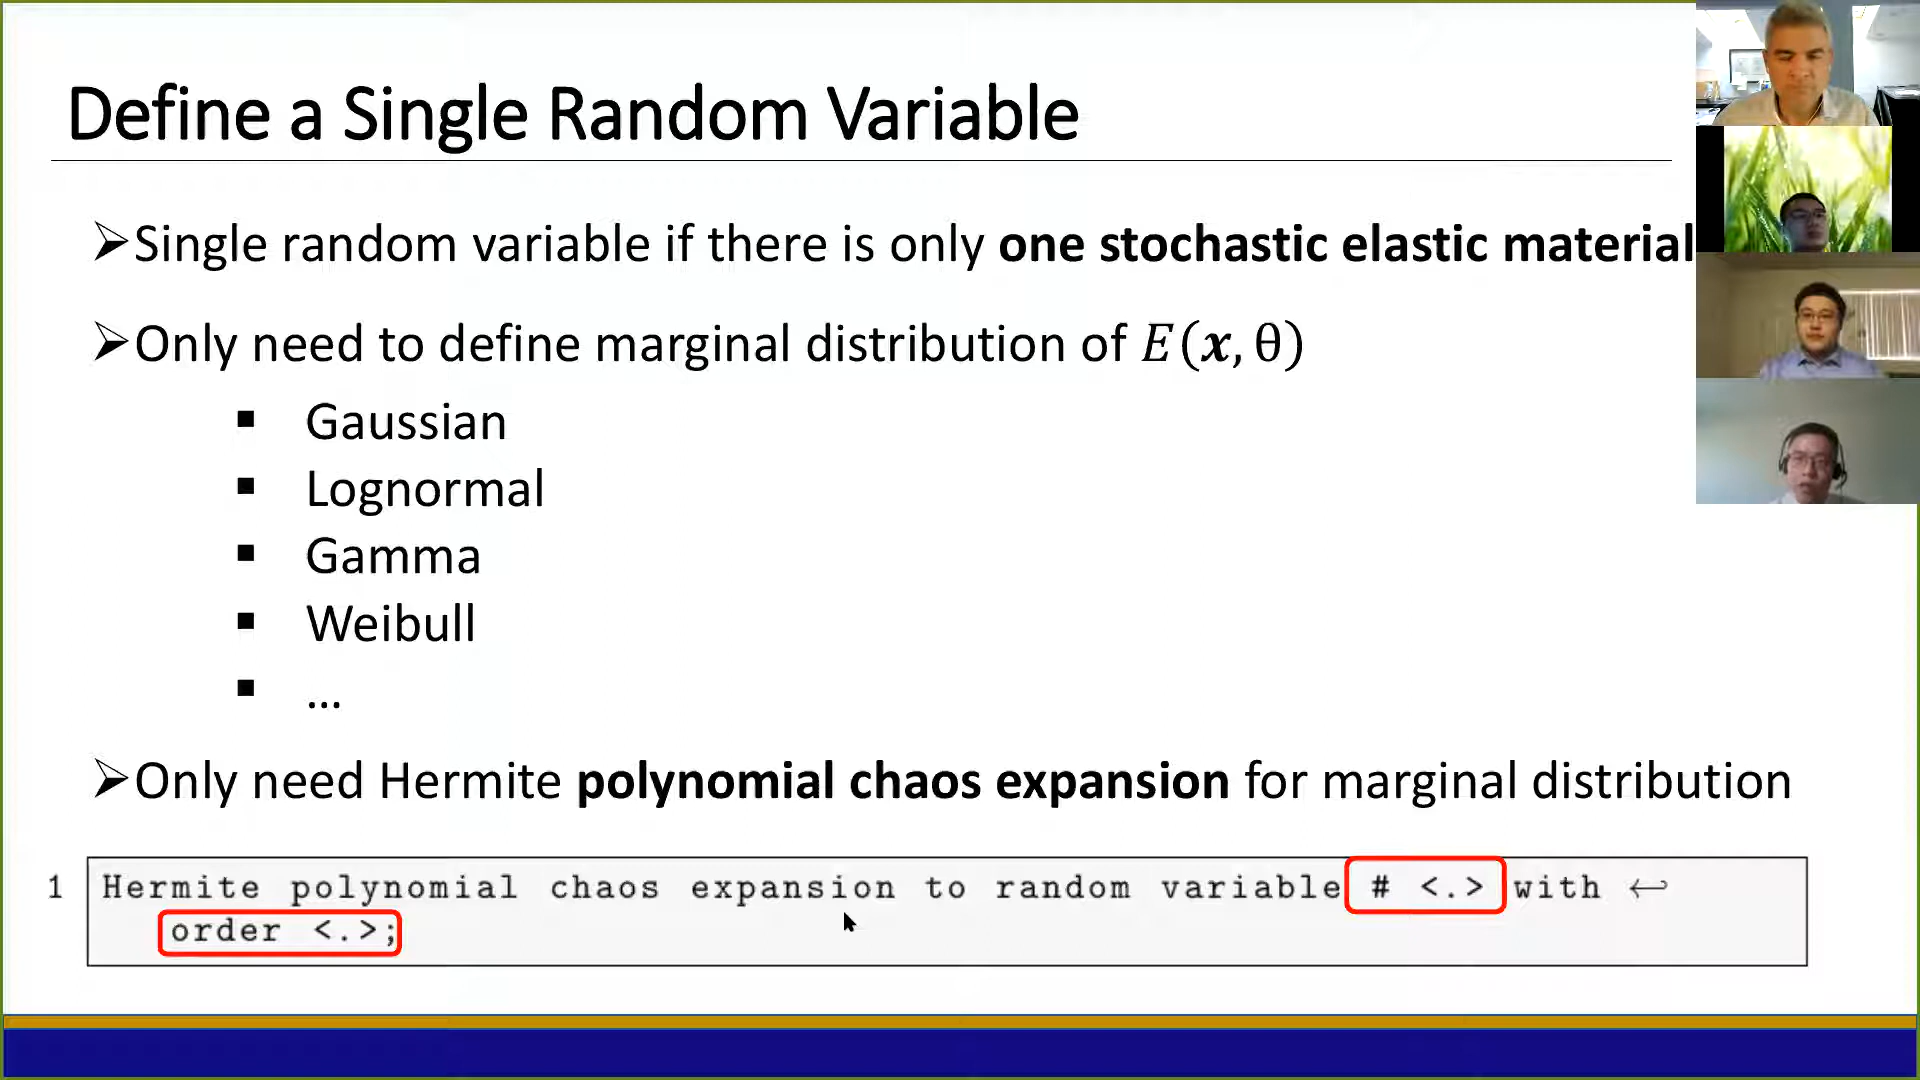 Define a Single Random Variable
➢Single random variable if there is only one stochastic elastic material
➢Only need to define marginal distribution of E(x, θ)
▪ Gaussian
▪ Lognormal
▪ Gamma
▪ Weibull
▪ ...
➢Only need Hermite polynomial chaos expansion for marginal distribution
1 Hermite polynomial chaos expansion to random variable # <.> with ↩
order <.>;